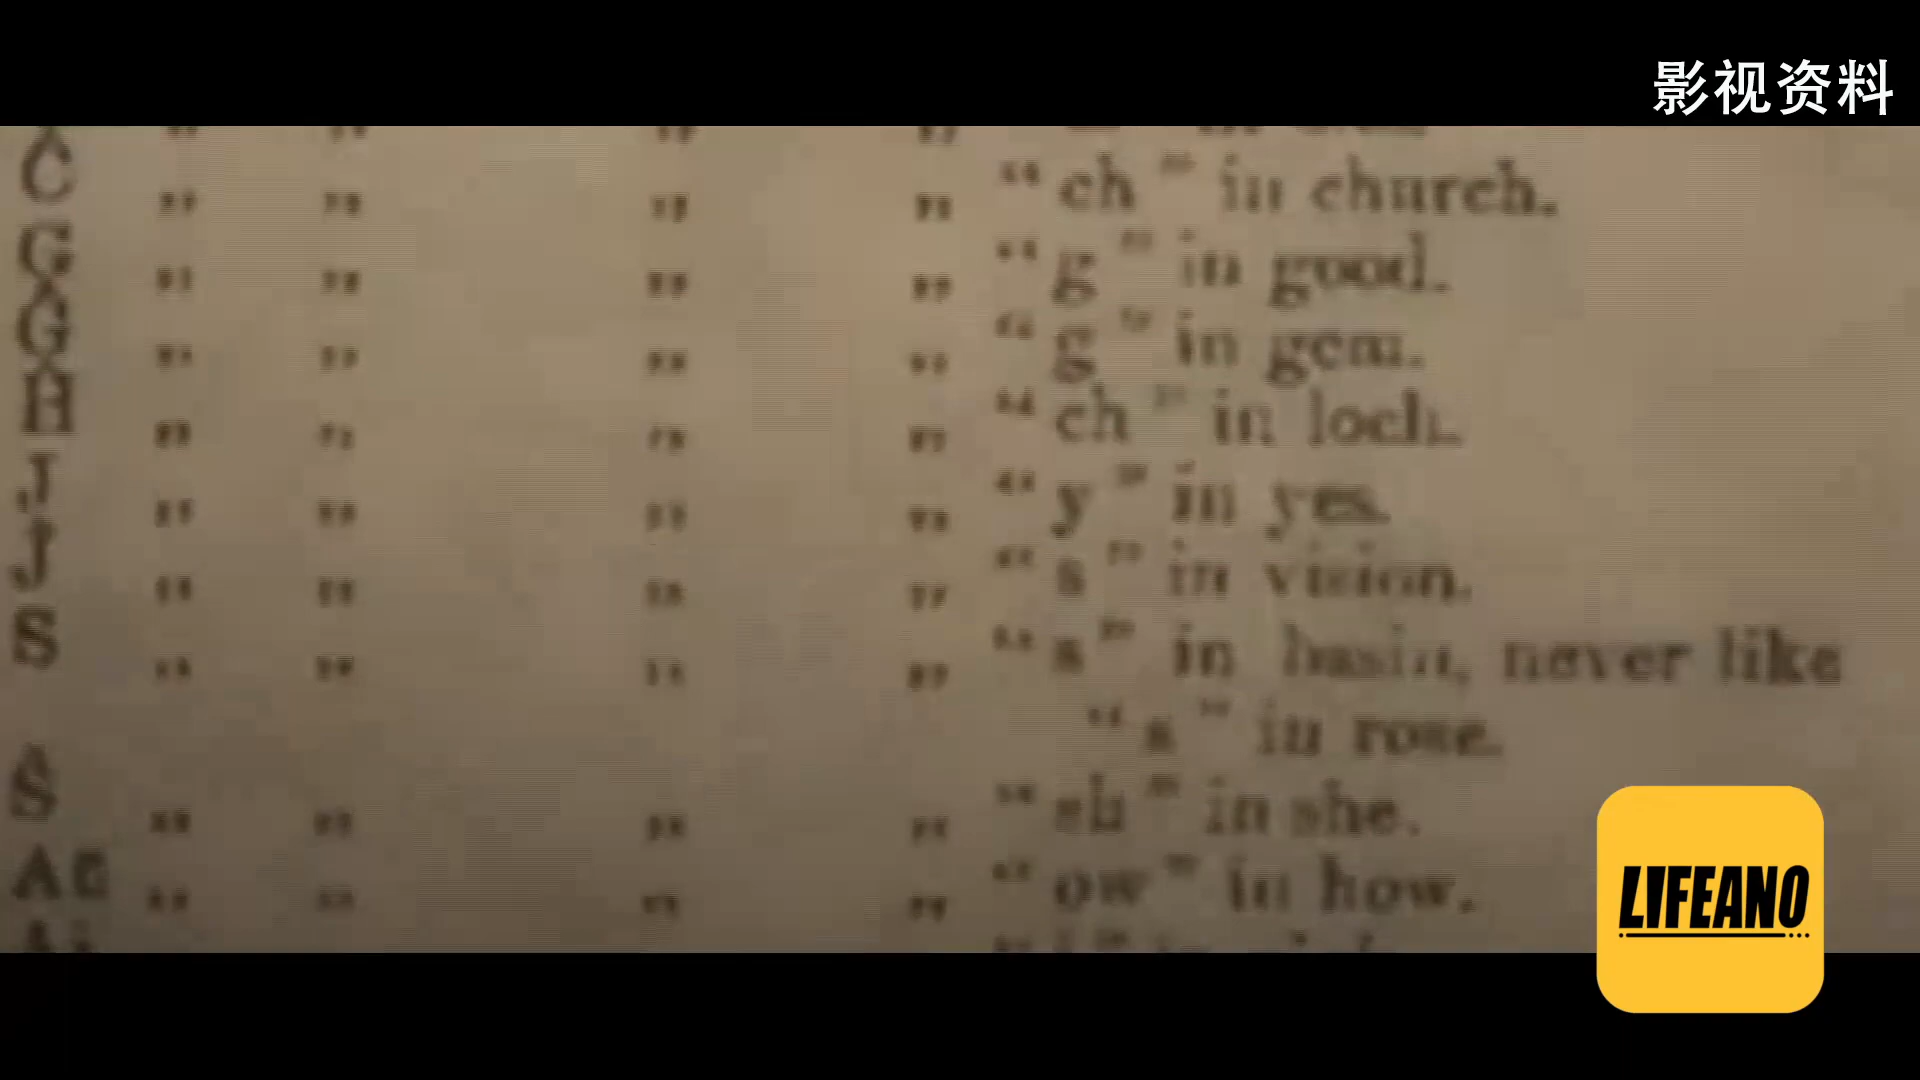 影视资料
Ĉ " " " " "ch" in church.
G " " " " "g" in good.
Ĝ " " " " "g" in gem.
Ĥ " " " " "ch" in loch.
J " " " " "y" in yes.
Ĵ " " " " "s" in vision.
S " " " " "s" in basin, never like
"s" in rose.
Ŝ " " " " "sh" in she.
" " " " "ow" in how.
LIFEANO